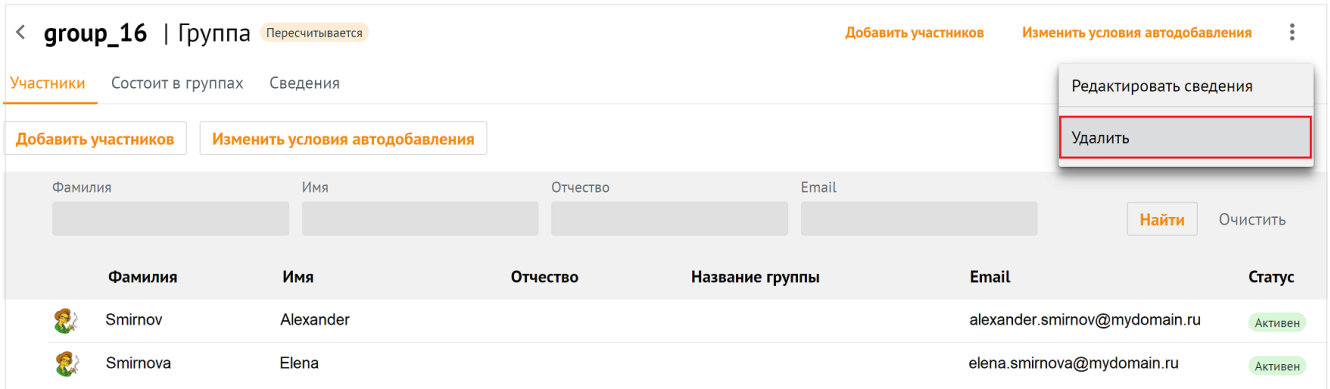 group_16 | Группа Пересчитывается Добавить участников Изменить условия автодобавления
Участники Состоит в группах Сведения
Редактировать сведения
Удалить
Добавить участников Изменить условия автодобавления
Фамилия Имя Отчество Email
Найти Очистить
Фамилия Имя Отчество Название группы Email Статус
Smirnov Alexander alexander.smirnov@mydomain.ru Активен
Smirnova Elena elena.smirnova@mydomain.ru Активен